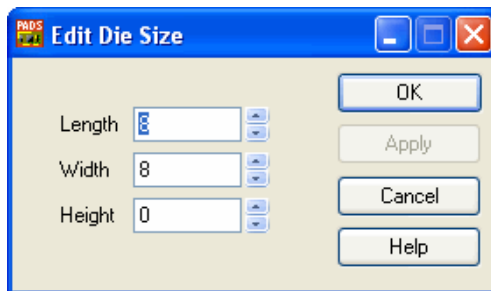 PADS
Edit Die Size
Length 8
Width 8
Height 0
OK
Apply
Cancel
Help